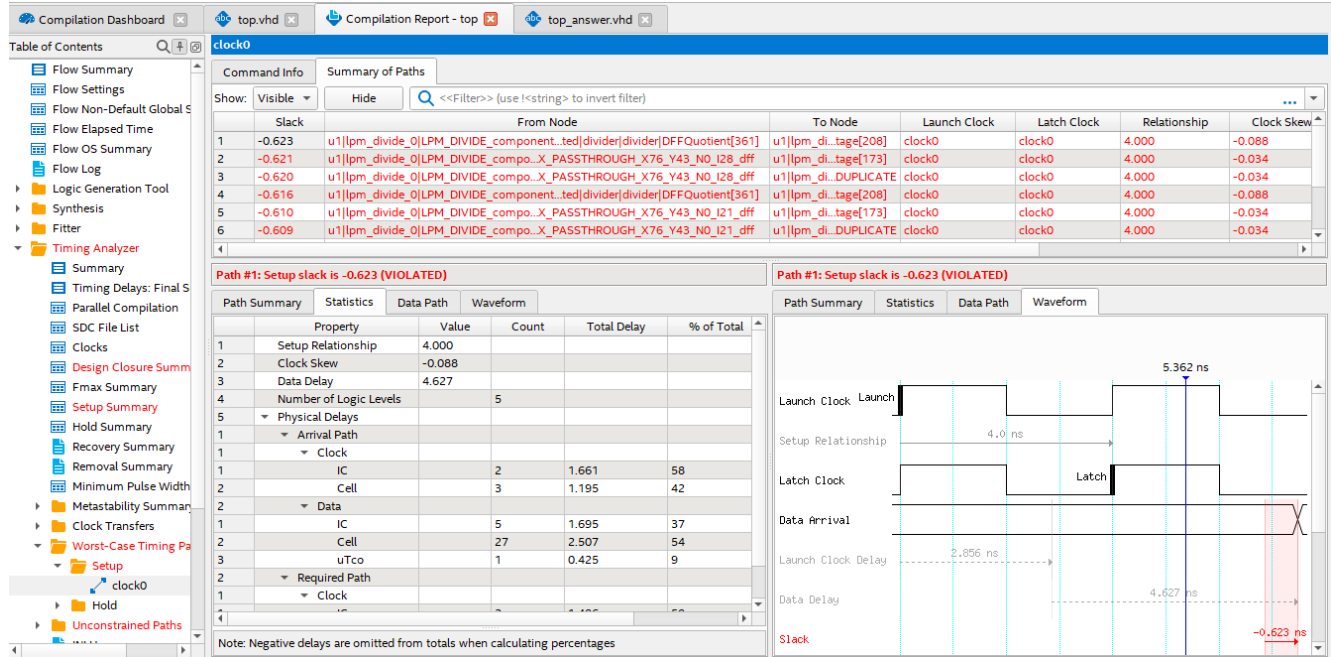 Compilation Dashboard top.vhd Compilation Report - top top_answer.vhd
Table of Contents
Flow Summary
Flow Settings
Flow Non-Default Global S
Flow Elapsed Time
Flow OS Summary
Flow Log
Logic Generation Tool
Synthesis
Fitter
Timing Analyzer
Summary
Timing Delays: Final S
Parallel Compilation
SDC File List
Clocks
Design Closure Summ
Fmax Summary
Setup Summary
Hold Summary
Recovery Summary
Removal Summary
Minimum Pulse Width
Metastability Summary
Clock Transfers
Worst-Case Timing Pa
Setup
clock0
Hold
Unconstrained Paths
clock0
Command Info Summary of Paths
Show: Visible Hide <<Filter>> (use !<string> to invert filter) ...
Slack From Node To Node Launch Clock Latch Clock Relationship Clock Skew
1 -0.623 u1|lpm_divide_0|LPM_DIVIDE_component...ted|divider|divider|DFFQuotient[361] u1|lpm_di...tage[208] clock0 clock0 4.000 -0.088
2 -0.621 u1|lpm_divide_0|LPM_DIVIDE_compo...X_PASSTHROUGH_X76_Y43_N0_I28_dff u1|lpm_di...tage[173] clock0 clock0 4.000 -0.034
3 -0.620 u1|lpm_divide_0|LPM_DIVIDE_compo...X_PASSTHROUGH_X76_Y43_N0_I28_dff u1|lpm_di...DUPLICATE clock0 clock0 4.000 -0.034
4 -0.616 u1|lpm_divide_0|LPM_DIVIDE_component...ted|divider|divider|DFFQuotient[361] u1|lpm_di...tage[208] clock0 clock0 4.000 -0.088
5 -0.610 u1|lpm_divide_0|LPM_DIVIDE_compo...X_PASSTHROUGH_X76_Y43_N0_I21_dff u1|lpm_di...tage[173] clock0 clock0 4.000 -0.034
6 -0.609 u1|lpm_divide_0|LPM_DIVIDE_compo...X_PASSTHROUGH_X76_Y43_N0_I21_dff u1|lpm_di...DUPLICATE clock0 clock0 4.000 -0.034
Path #1: Setup slack is -0.623 (VIOLATED)
Path Summary Statistics Data Path Waveform
Property Value Count Total Delay % of Total
1 Setup Relationship 4.000
2 Clock Skew -0.088
3 Data Delay 4.627
4 Number of Logic Levels 5
5 Physical Delays
1 Arrival Path
1 Clock
1 IC 2 1.661 58
2 Cell 3 1.195 42
2 Data
1 IC 5 1.695 37
2 Cell 27 2.507 54
3 uTco 1 0.425 9
2 Required Path
1 Clock
Note: Negative delays are omitted from totals when calculating percentages
Path #1: Setup slack is -0.623 (VIOLATED)
Path Summary Statistics Data Path Waveform
5.362 ns
Launch Clock Launch
Setup Relationship 4.0 ns
Latch Clock Latch
Data Arrival
Launch Clock Delay 2.856 ns
Data Delay 4.627 ns
Slack -0.623 ns